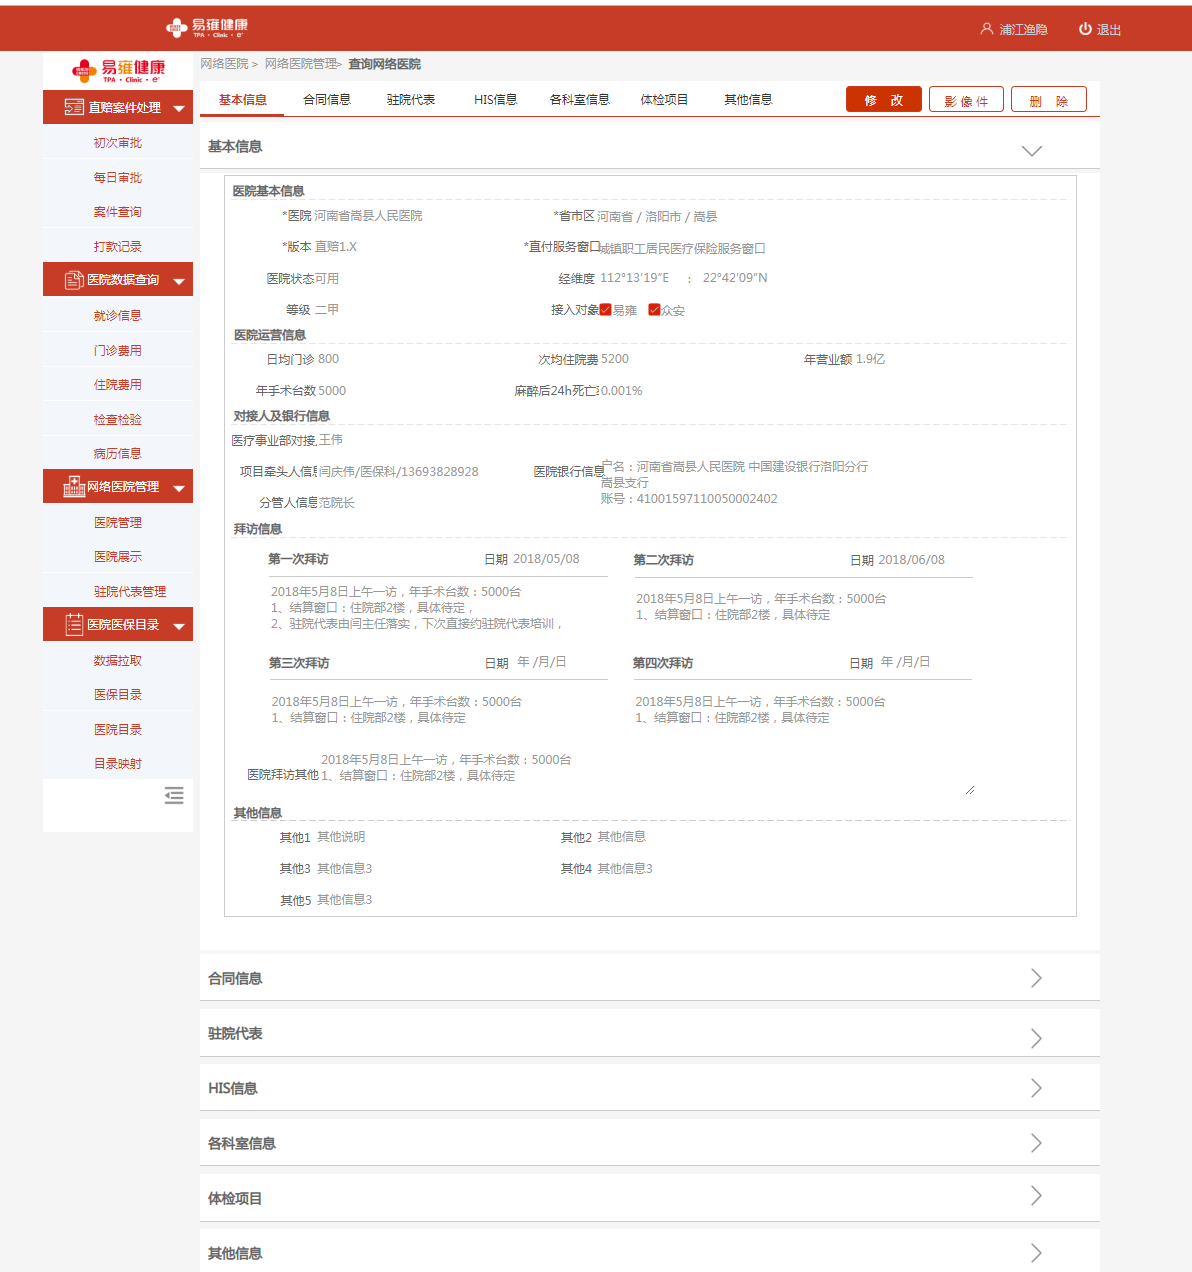 易雍健康
TPA · Clinic · e⁺
浦江渔隐
退出
易雍健康
TPA · Clinic · e⁺
网络医院 > 网络医院管理> 查询网络医院
直赔案件处理
初次审批
每日审批
案件查询
打款记录
医院数据查询
就诊信息
门诊费用
住院费用
检查检验
病历信息
网络医院管理
医院管理
医院展示
驻院代表管理
医院医保目录
数据拉取
医保目录
医院目录
目录映射
基本信息 合同信息 驻院代表 HIS信息 各科室信息 体检项目 其他信息
修 改 影像件 删 除
基本信息
医院基本信息
*医院 河南省嵩县人民医院 *省市区 河南省 / 洛阳市 / 嵩县
*版本 直赔1.X *直付服务窗口 城镇职工居民医疗保险服务窗口
医院状态 可用 经纬度 112°13′19″E : 22°42′09″N
等级 二甲 接入对象 易雍 众安
医院运营信息
日均门诊 800 次均住院费 5200 年营业额 1.9亿
年手术台数 5000 麻醉后24h死亡 0.001%
对接人及银行信息
医疗事业部对接 王伟
项目牵头人信息 闫庆伟/医保科/13693828928
医院银行信息 户名：河南省嵩县人民医院 中国建设银行洛阳分行
嵩县支行
账号：41001597110050002402
分管人信息 范院长
拜访信息
第一次拜访 日期 2018/05/08
2018年5月8日上午一访，年手术台数：5000台
1、结算窗口：住院部2楼，具体待定，
2、驻院代表由闫主任落实，下次直接约驻院代表培训，
第二次拜访 日期 2018/06/08
2018年5月8日上午一访，年手术台数：5000台
1、结算窗口：住院部2楼，具体待定
第三次拜访 日期 年 /月/日
2018年5月8日上午一访，年手术台数：5000台
1、结算窗口：住院部2楼，具体待定
第四次拜访 日期 年 /月/日
2018年5月8日上午一访，年手术台数：5000台
1、结算窗口：住院部2楼，具体待定
医院拜访其他 2018年5月8日上午一访，年手术台数：5000台
1、结算窗口：住院部2楼，具体待定
其他信息
其他1 其他说明 其他2 其他信息
其他3 其他信息3 其他4 其他信息3
其他5 其他信息3
合同信息
驻院代表
HIS信息
各科室信息
体检项目
其他信息